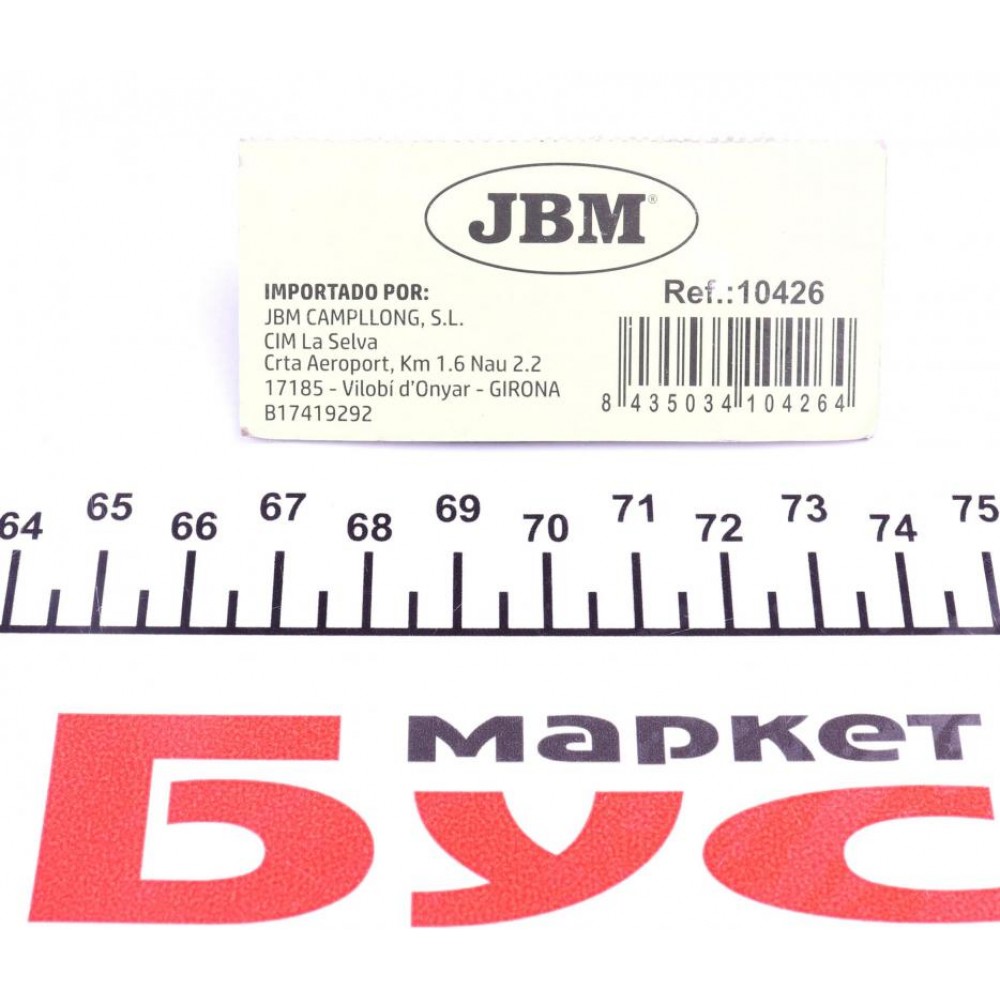 JBM®
IMPORTADO POR:
JBM CAMPLLONG, S.L.
CIM La Selva
Crta Aeroport, Km 1.6 Nau 2.2
17185 - Vilobí d'Onyar - GIRONA
B17419292
Ref.:10426
8 435034 104264
64 65 66 67 68 69 70 71 72 73 74 75
маркет
Бус